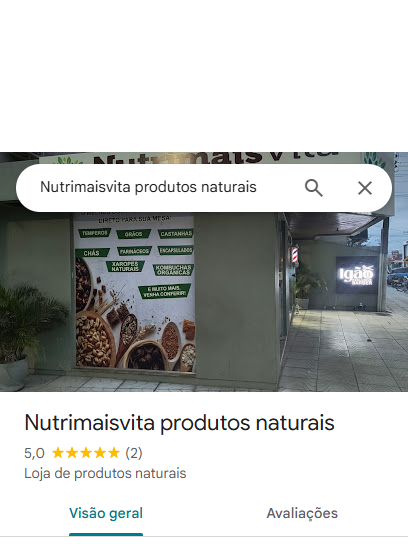 Nutrimaisvita
Nutrimaisvita produtos naturais
DIRETO PARA SUA MESA!
TEMPEROS GRÃOS CASTANHAS
CHÁS FARINÁCEOS ENCAPSULADOS
XAROPES NATURAIS KOMBUCHAS ORGÂNICAS
E MUITO MAIS, VENHA CONFERIR!
Igão
BARBER
Nutrimaisvita produtos naturais
5,0 ★★★★★ (2)
Loja de produtos naturais
Visão geral Avaliações